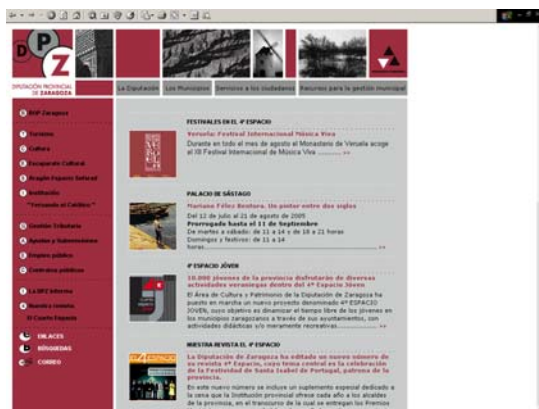 DPZ
DIPUTACIÓN PROVINCIAL
DE ZARAGOZA
La Diputación
Los Municipios
Servicios a los ciudadanos
Recursos para la gestión municipal
BOP Zaragoza
Turismo
Cultura
Escaparate Cultural
Aragón Espacio Sefarad
Institución
"Fernando el Católico"
Gestión Tributaria
Ayudas y Subvenciones
Empleo público
Contratos públicos
La DPZ informa
Nuestra revista
El Cuarto Espacio
ENLACES
BÚSQUEDAS
CORREO
FESTIVALES EN EL 4º ESPACIO
Veruela: Festival Internacional Música Viva
Durante en todo el mes de agosto el Monasterio de Veruela acoge
el III Festival Internacional de Música Viva ........... >>
PALACIO DE SÁSTAGO
Mariana Félez Bentura. Un pintor entre dos siglos
Del 12 de julio al 21 de agosto de 2005
Prorrogada hasta el 11 de Septiembre
De martes a sábado: de 11 a 14 y de 18 a 21 horas
Domingos y festivos: de 11 a 14
horas........ >>
4º ESPACIO JÓVEN
10.000 jóvenes de la provincia disfrutarán de diversas
actividades veraniegas dentro del 4º Espacio Jóven
El Área de Cultura y Patrimonio de la Diputación de Zaragoza ha
puesto en marcha un nuevo proyecto denominado 4º ESPACIO
JOVEN, cuyo objetivo es dinamizar el tiempo libre de los jóvenes en
los municipios zaragozanos a través de sus ayuntamientos, con
actividades didácticas y/o meramente recreativas........ >>
NUESTRA REVISTA EL 4º ESPACIO
La Diputación de Zaragoza ha editado un nuevo número de
su revista 4º Espacio, cuyo tema central es la celebración
de la Festividad de Santa Isabel de Portugal, patrona de la
provincia.
En este nuevo número se incluye un suplemento especial dedicado a
la cena que la Institución provincial ofrece cada año a los alcaldes
de la provincia, en el transcurso de la cual se entregan los Premios